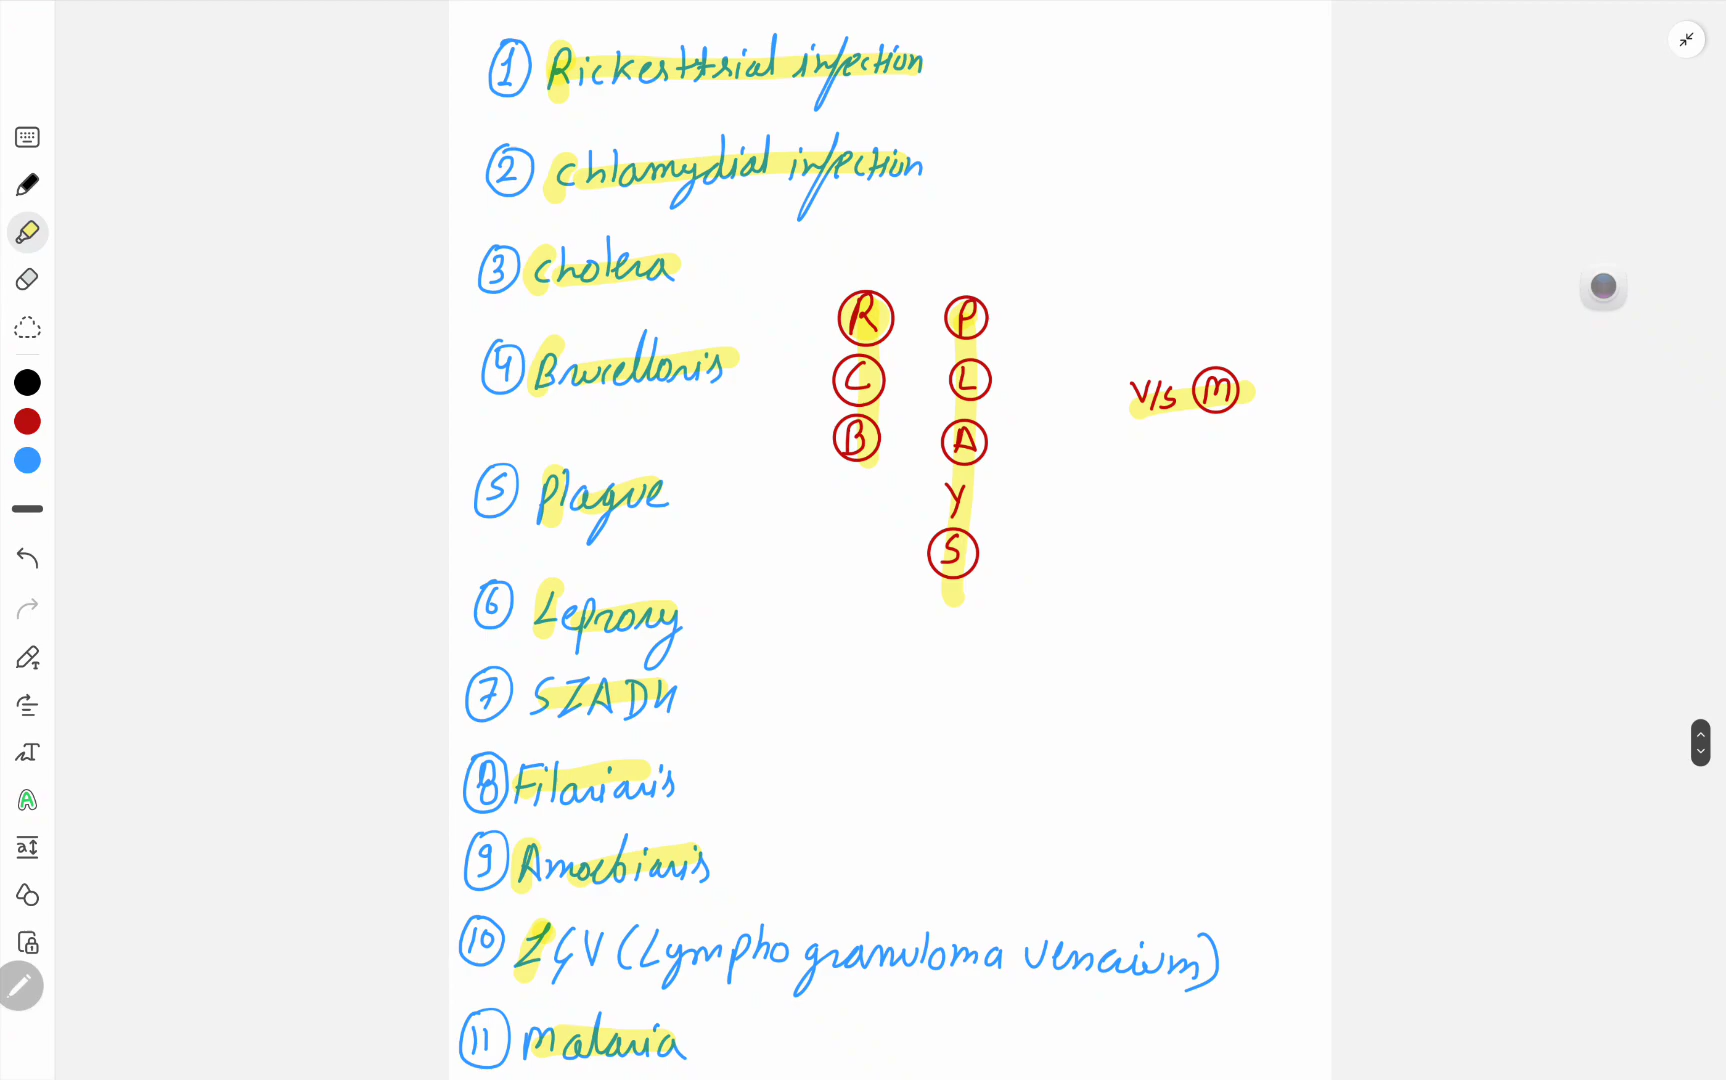 1 Rickesttsial infection
2 chlamydial infection
3 cholera
4 Brucellosis
R P
C L
B A
Y
S
V/s M
5 Plague
6 Leprosy
7 SIADH
8 Filariasis
9 Amoebiasis
10 LGV (Lympho granuloma venerium)
11 malaria